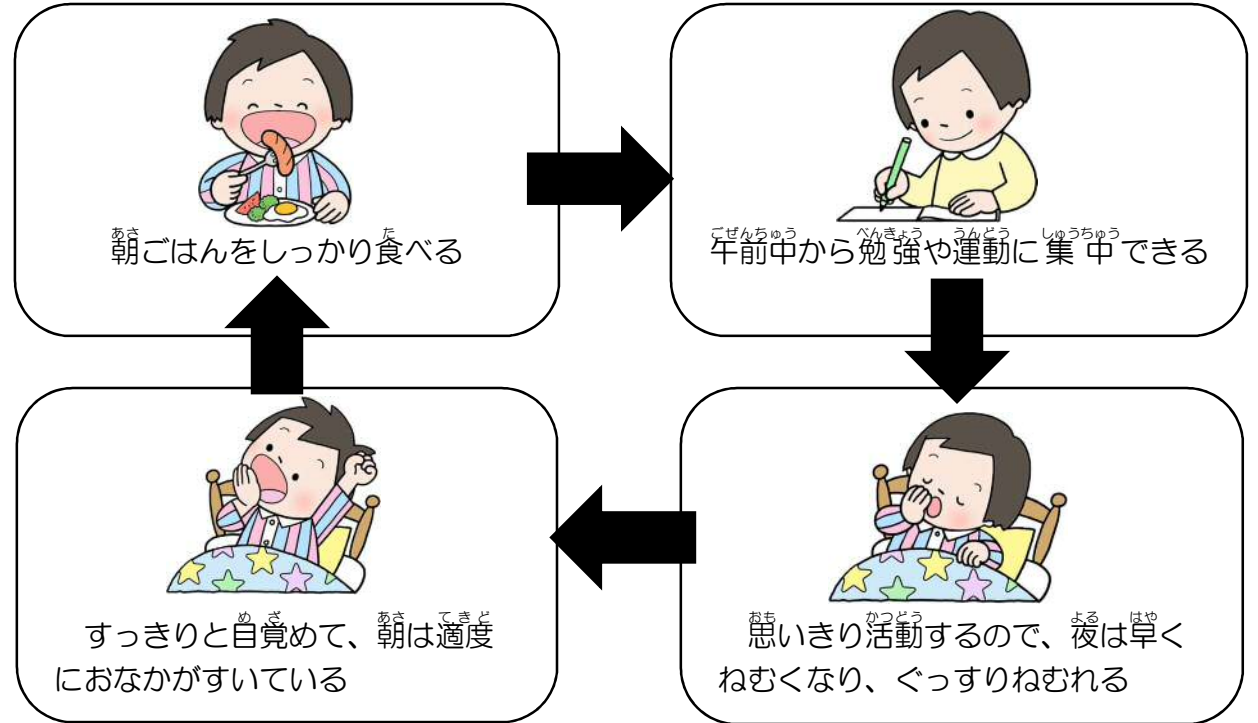 朝ごはんをしっかり食べる
午前中から勉強や運動に集中できる
思いきり活動するので、夜は早く
ねむくなり、ぐっすりねむれる
すっきりと目覚めて、朝は適度
におなかがすいている